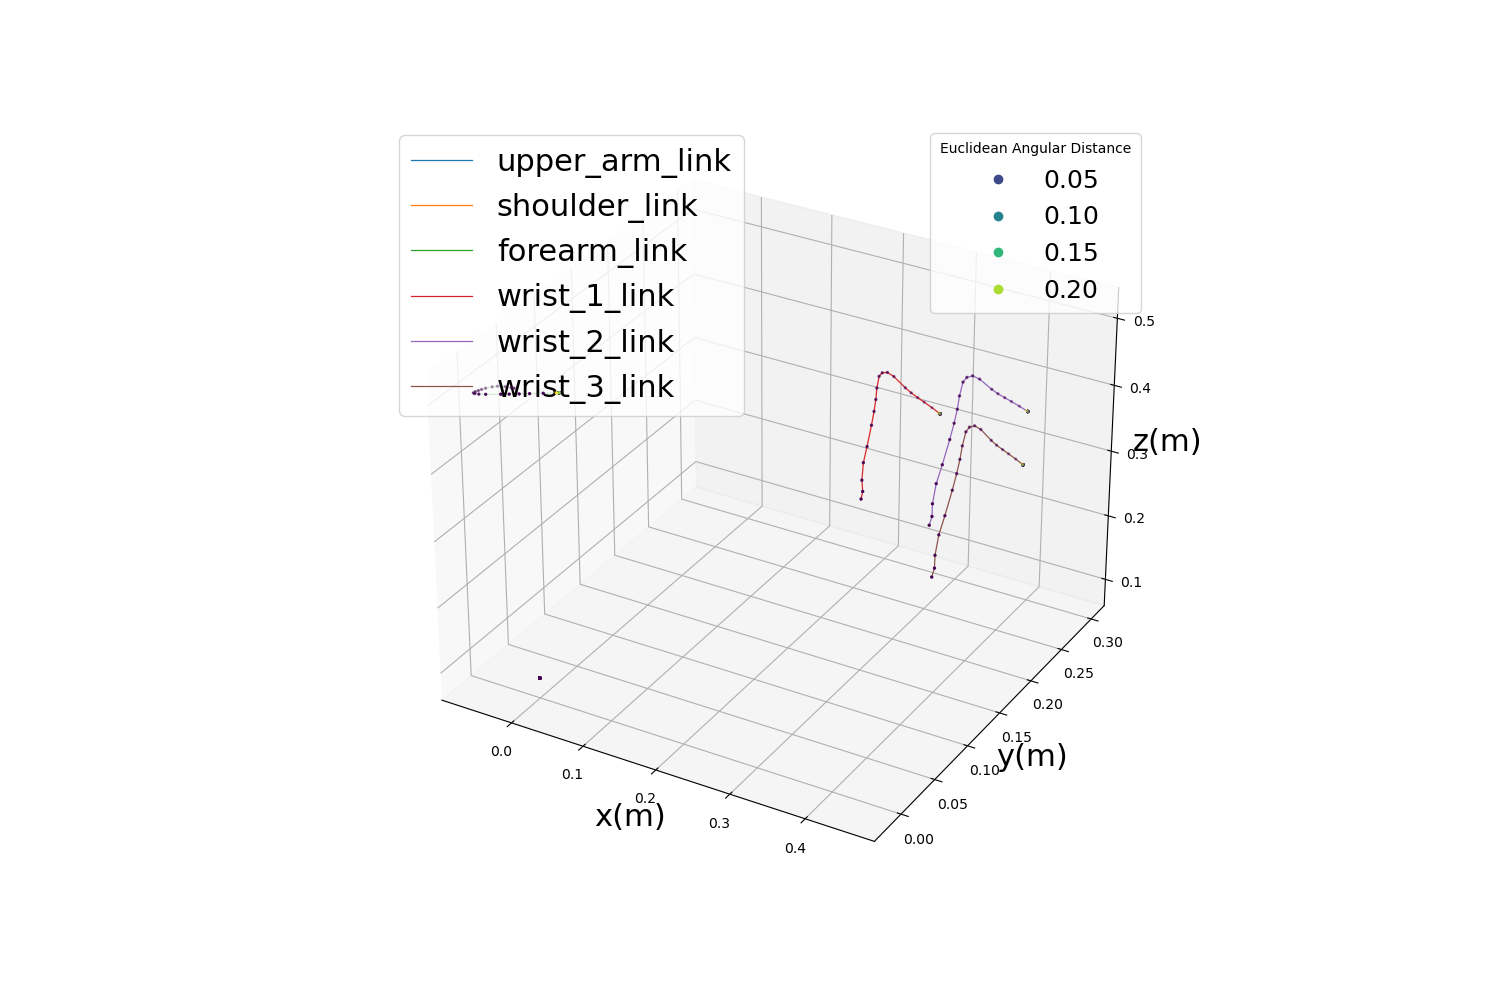 upper_arm_link
shoulder_link
forearm_link
wrist_1_link
wrist_2_link
wrist_3_link
Euclidean Angular Distance
0.05
0.10
0.15
0.20
0.5
0.4
0.3
0.2
0.1
z(m)
0.30
0.25
0.20
0.15
0.10
0.05
0.00
y(m)
0.0
0.1
0.2
0.3
0.4
x(m)